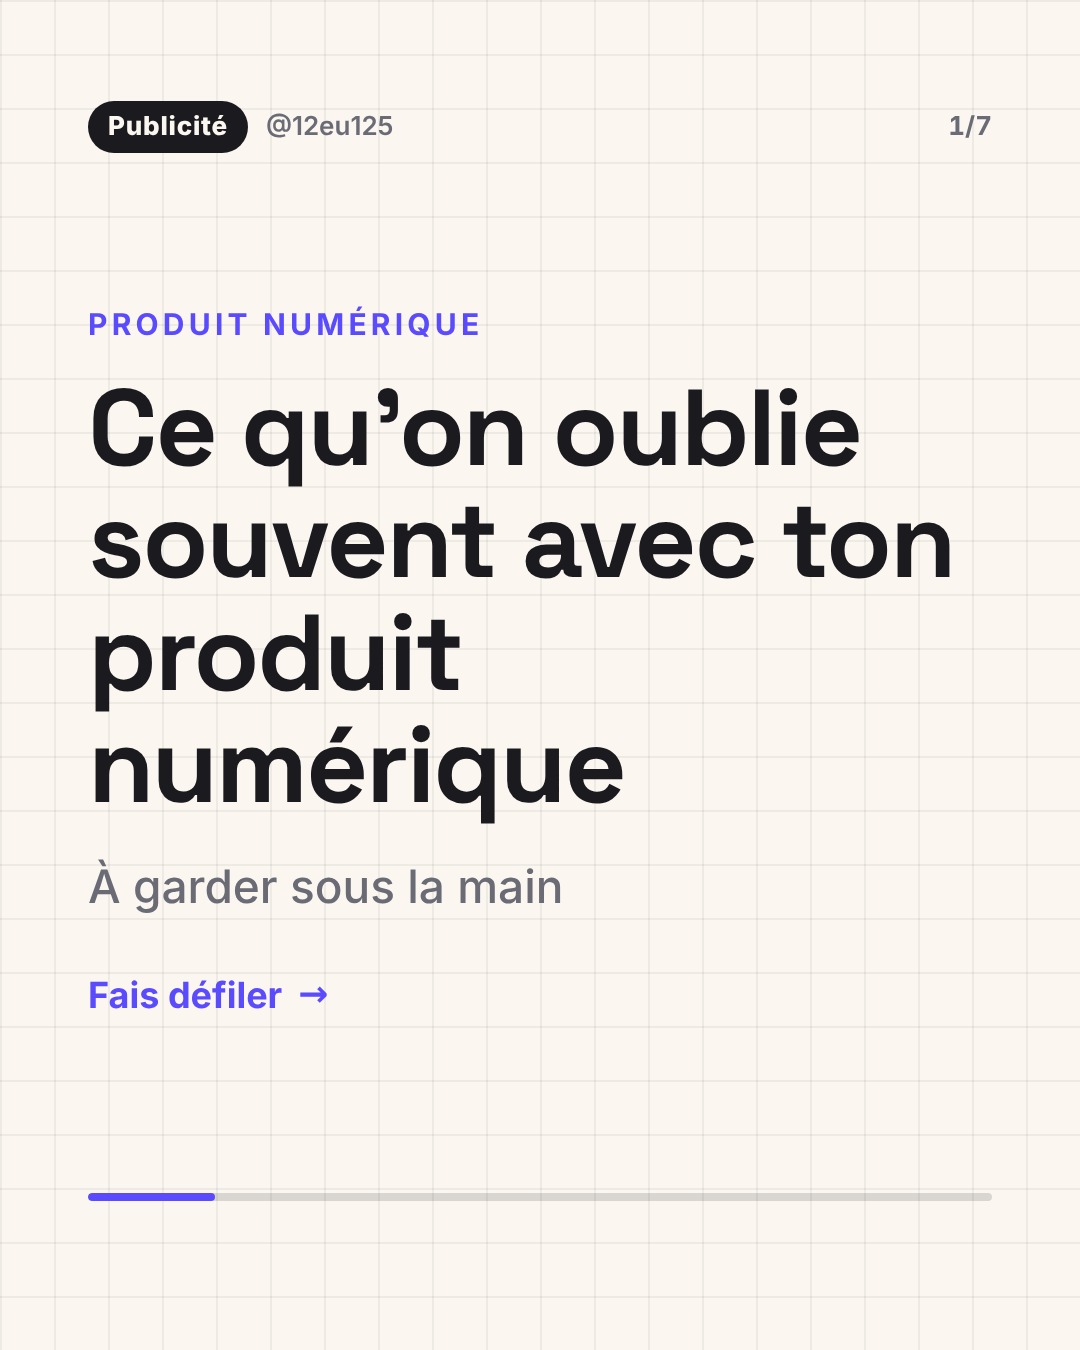 Publicité @12eu125 1/7
PRODUIT NUMÉRIQUE
Ce qu’on oublie
souvent avec ton
produit
numérique
À garder sous la main
Fais défiler →